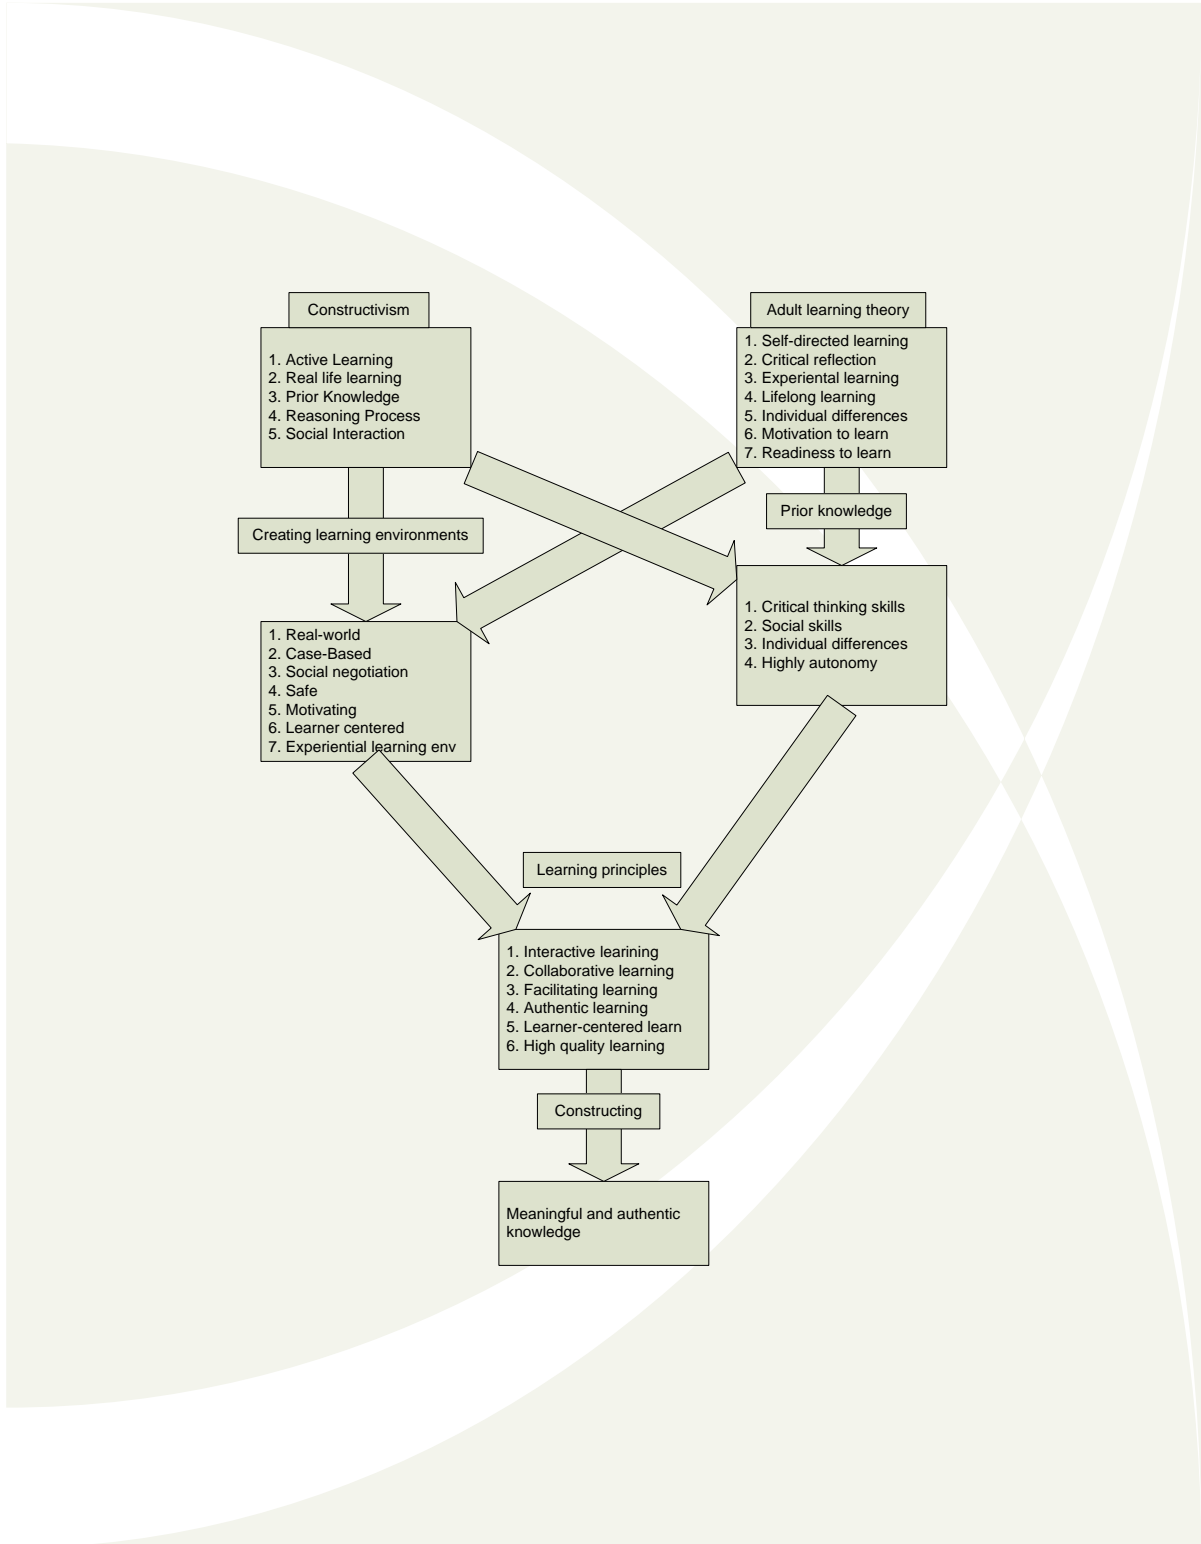 Constructivism
1. Active Learning
2. Real life learning
3. Prior Knowledge
4. Reasoning Process
5. Social Interaction
Adult learning theory
1. Self-directed learning
2. Critical reflection
3. Experiental learning
4. Lifelong learning
5. Individual differences
6. Motivation to learn
7. Readiness to learn
Creating learning environments
Prior knowledge
1. Real-world
2. Case-Based
3. Social negotiation
4. Safe
5. Motivating
6. Learner centered
7. Experiential learning env
1. Critical thinking skills
2. Social skills
3. Individual differences
4. Highly autonomy
Learning principles
1. Interactive learining
2. Collaborative learning
3. Facilitating learning
4. Authentic learning
5. Learner-centered learn
6. High quality learning
Constructing
Meaningful and authentic
knowledge